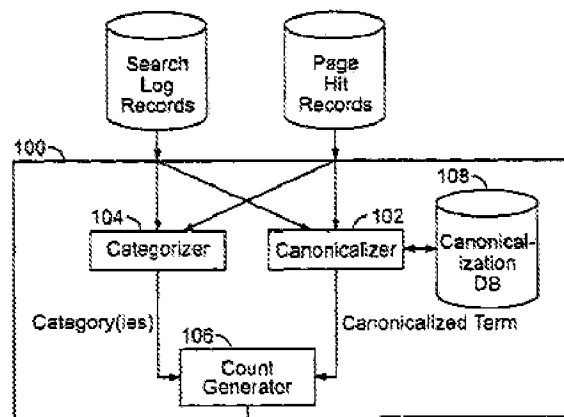 Search
Log
Records
Page
Hit
Records
100
108
104
102
Categorizer
Canonicalizer
Canonical-
ization
DB
Category(ies)
Canonicalized Term
106
Count
Generator